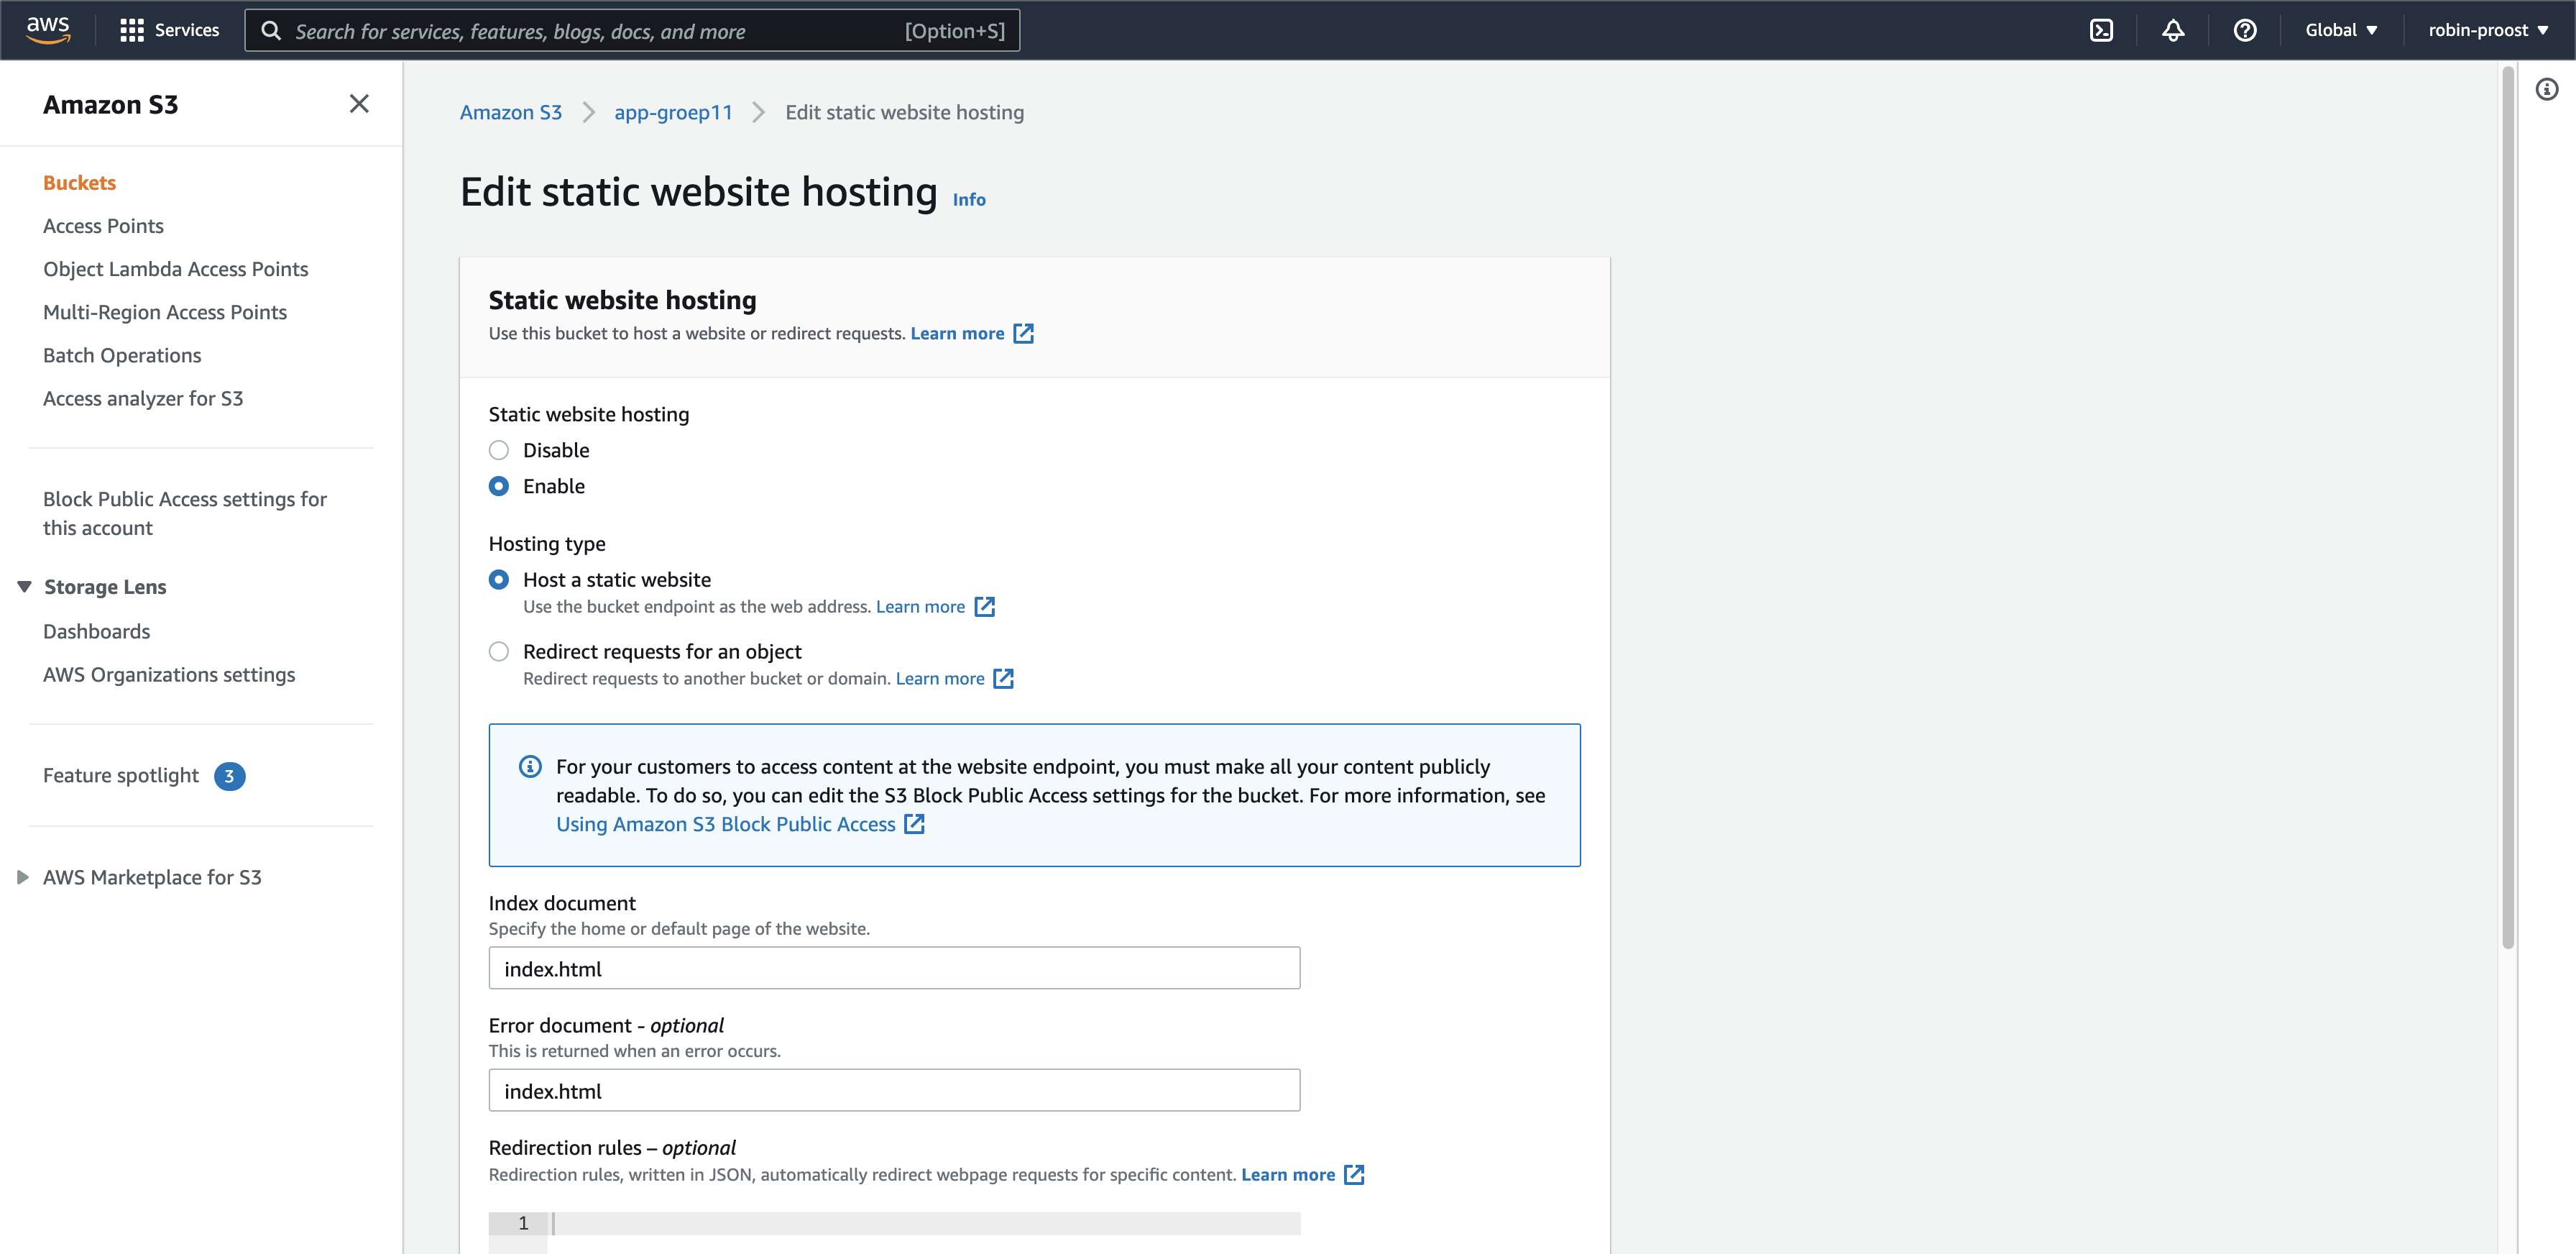 aws
Services
Search for services, features, blogs, docs, and more
[Option+S]
Global
robin-proost
Amazon S3
Buckets
Access Points
Object Lambda Access Points
Multi-Region Access Points
Batch Operations
Access analyzer for S3
Block Public Access settings for
this account
Storage Lens
Dashboards
AWS Organizations settings
Feature spotlight 3
AWS Marketplace for S3
Amazon S3 > app-groep11 > Edit static website hosting
Edit static website hosting Info
Static website hosting
Use this bucket to host a website or redirect requests. Learn more
Static website hosting
Disable
Enable
Hosting type
Host a static website
Use the bucket endpoint as the web address. Learn more
Redirect requests for an object
Redirect requests to another bucket or domain. Learn more
For your customers to access content at the website endpoint, you must make all your content publicly
readable. To do so, you can edit the S3 Block Public Access settings for the bucket. For more information, see
Using Amazon S3 Block Public Access
Index document
Specify the home or default page of the website.
index.html
Error document - optional
This is returned when an error occurs.
index.html
Redirection rules – optional
Redirection rules, written in JSON, automatically redirect webpage requests for specific content. Learn more
1